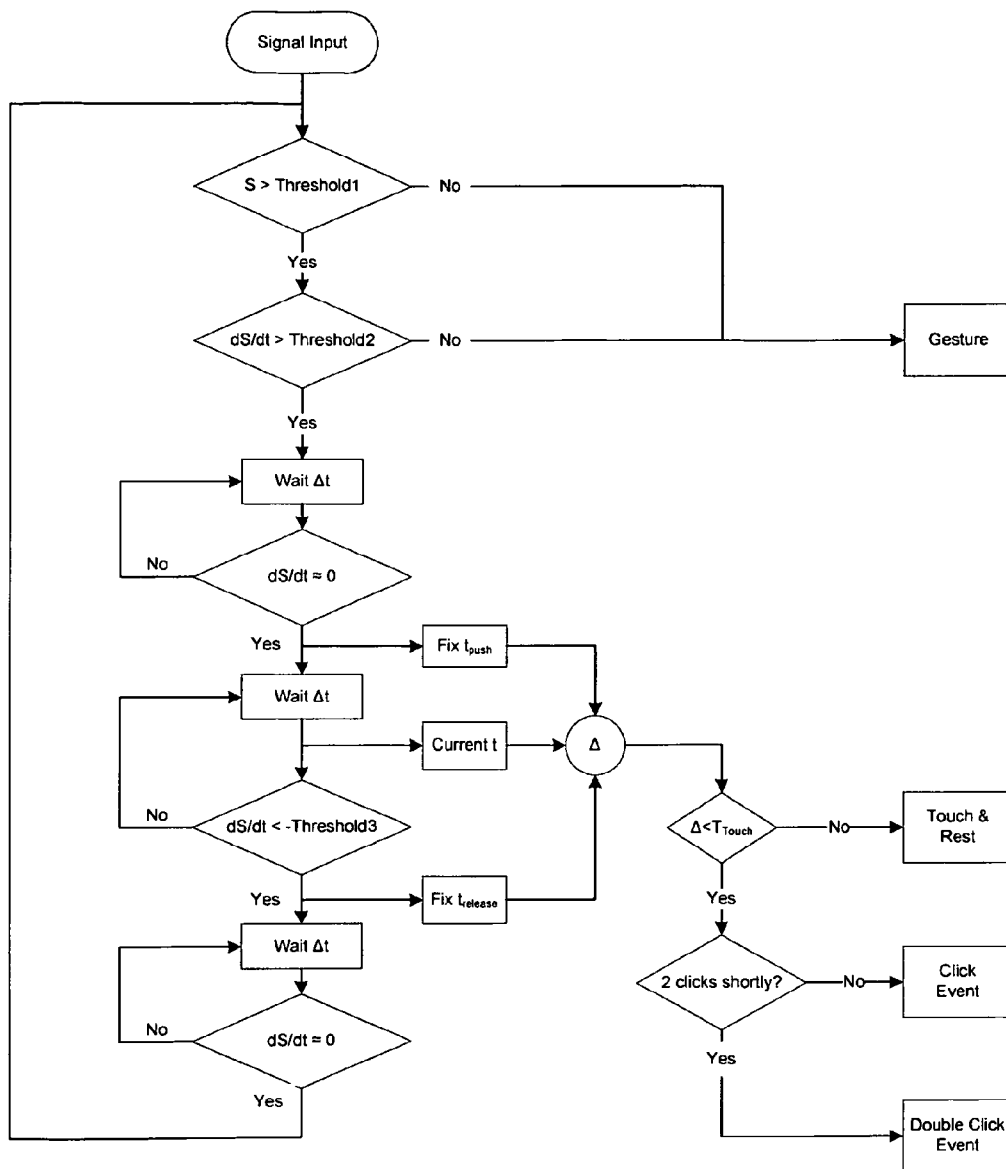 Signal Input
S > Threshold1
No
Yes
dS/dt > Threshold2
No
Gesture
Yes
Wait Δt
No
dS/dt ≈ 0
Yes
Fix tpush
Wait Δt
Current t
Δ
No
dS/dt < -Threshold3
Δ<TTouch
No
Touch &
Rest
Yes
Fix trelease
Yes
Wait Δt
2 clicks shortly?
No
Click
Event
No
dS/dt ≈ 0
Yes
Yes
Double Click
Event